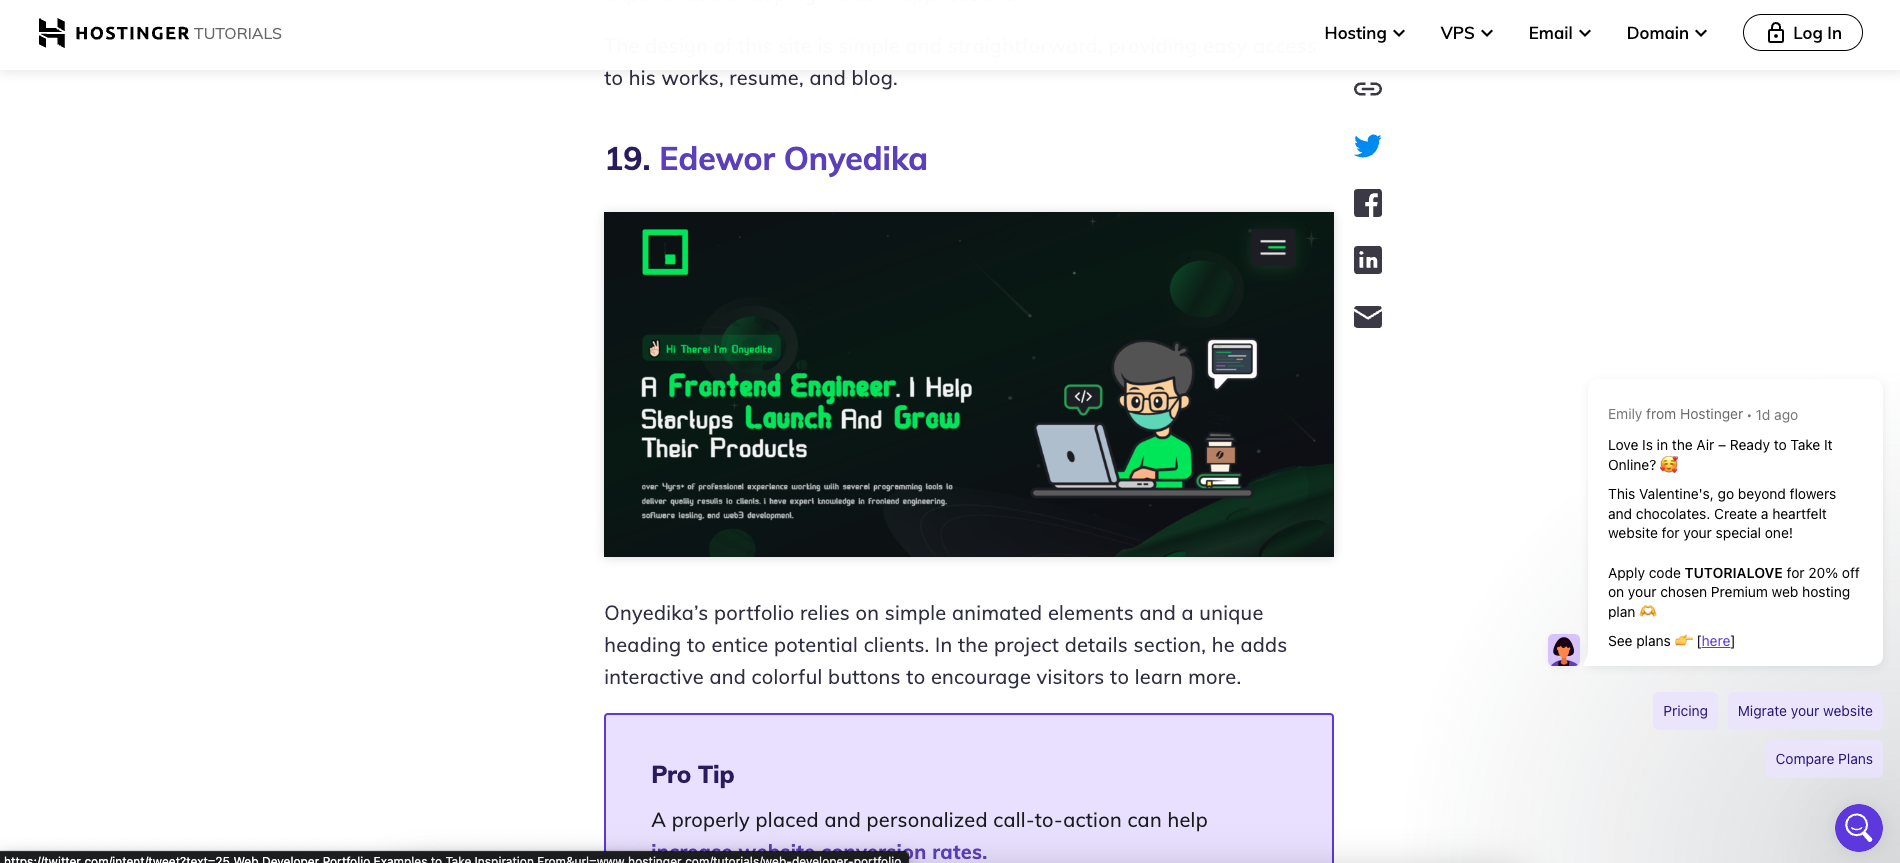 HOSTINGER TUTORIALS
Hosting
VPS
Email
Domain
Log In
The design of this site is simple and straightforward, providing easy access
to his works, resume, and blog.
19. Edewor Onyedika
Hi There! I'm Onyedika
A Frontend Engineer. I Help
Startups Launch And Grow
Their Products
over 4yrs+ of professional experience working with several programming tools to
deliver quality results to clients. I have expert knowledge in frontend engineering,
software testing, and web3 development.
</>
Onyedika’s portfolio relies on simple animated elements and a unique
heading to entice potential clients. In the project details section, he adds
interactive and colorful buttons to encourage visitors to learn more.
Pro Tip
A properly placed and personalized call-to-action can help
increase website conversion rates.
Emily from Hostinger • 1d ago
Love Is in the Air – Ready to Take It
Online? 🥰
This Valentine's, go beyond flowers
and chocolates. Create a heartfelt
website for your special one!
Apply code TUTORIALOVE for 20% off
on your chosen Premium web hosting
plan 🫶
See plans 👉 [here]
Pricing
Migrate your website
Compare Plans
https://twitter.com/intent/tweet?text=25 Web Developer Portfolio Examples to Take Inspiration From&url=www.hostinger.com/tutorials/web-developer-portfolio